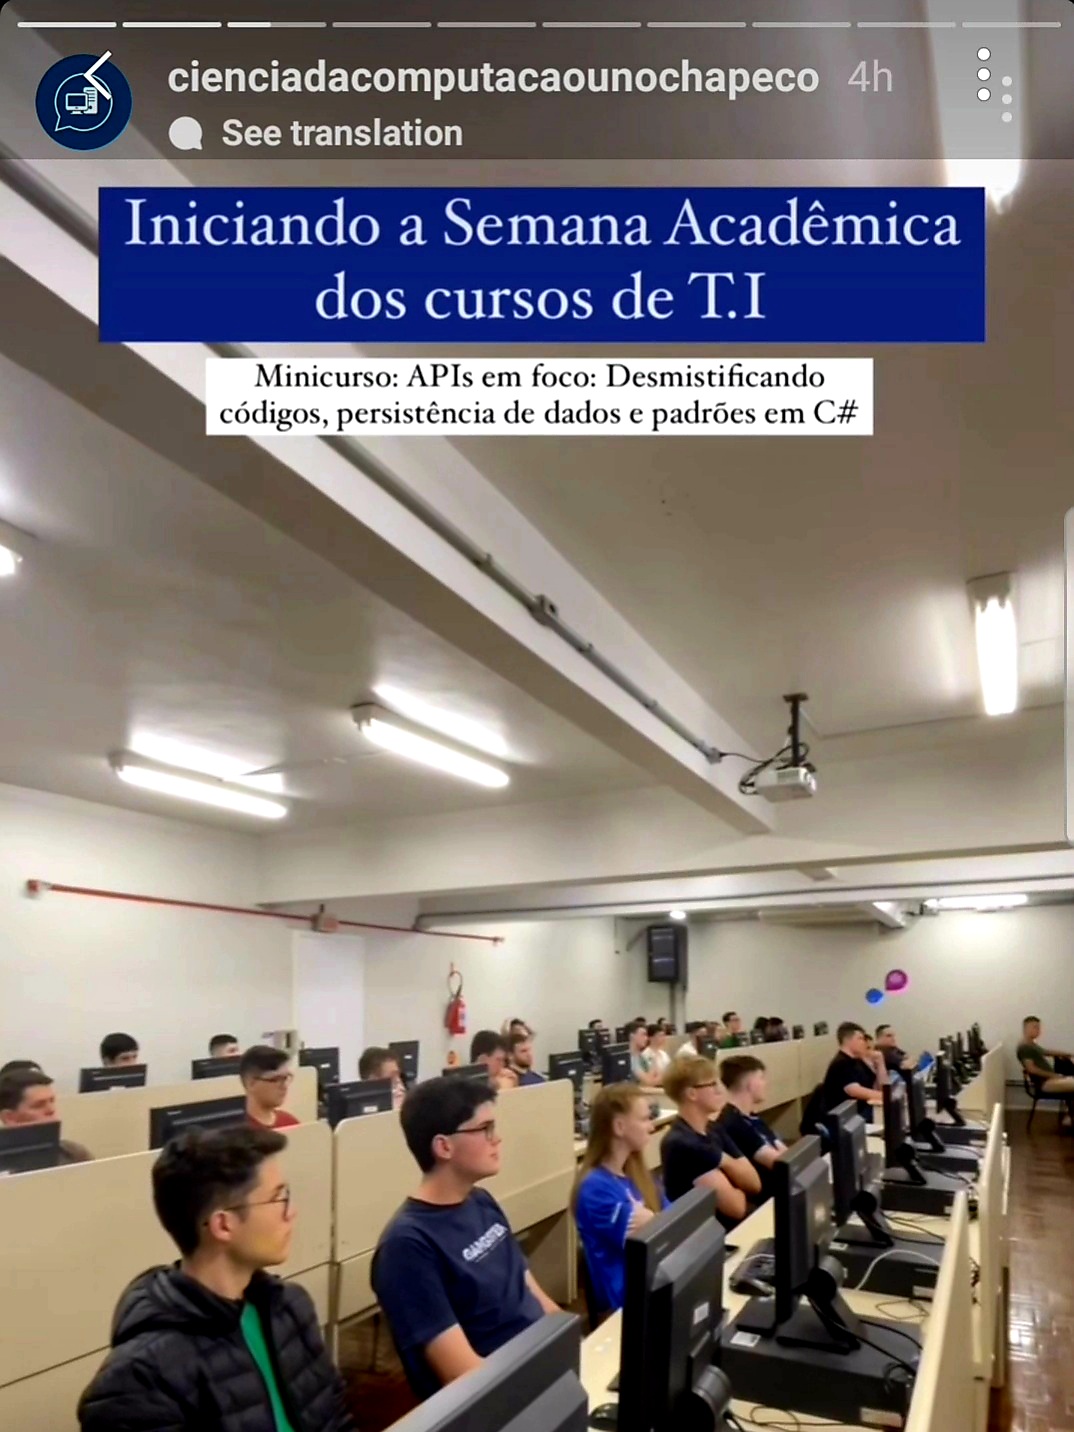 cienciadacomputacaounochapeco 4h
See translation
Iniciando a Semana Acadêmica
dos cursos de T.I
Minicurso: APIs em foco: Desmistificando
códigos, persistência de dados e padrões em C#
GANGSTER